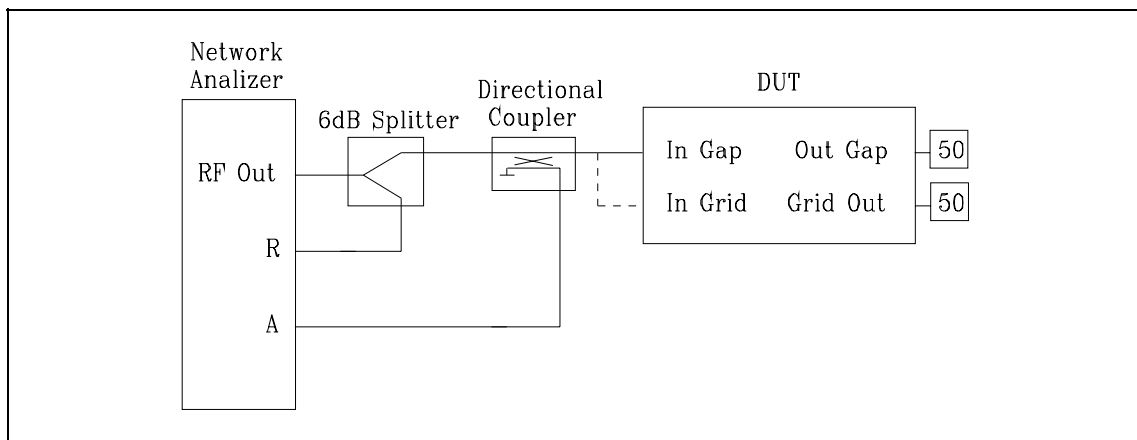 Network
Analizer
Directional
Coupler
DUT
6dB Splitter
RF Out
In Gap
Out Gap
50
In Grid
Grid Out
50
R
A